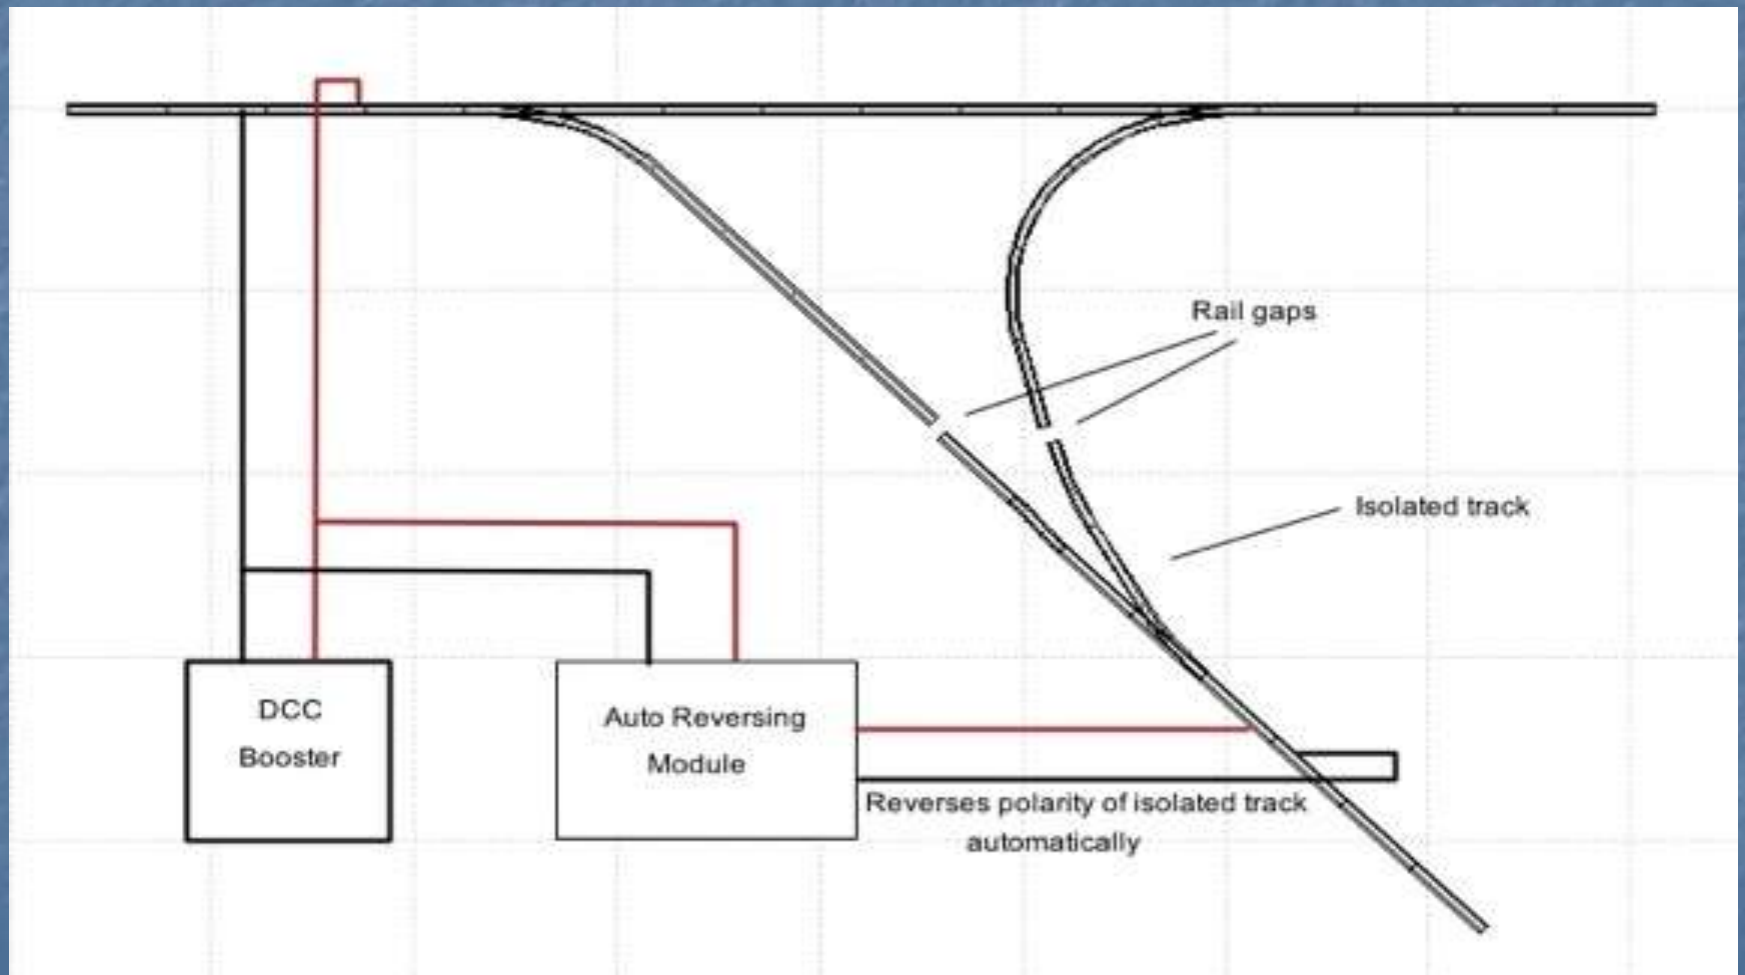 Rail gaps
Isolated track
DCC
Booster
Auto Reversing
Module
Reverses polarity of isolated track
automatically